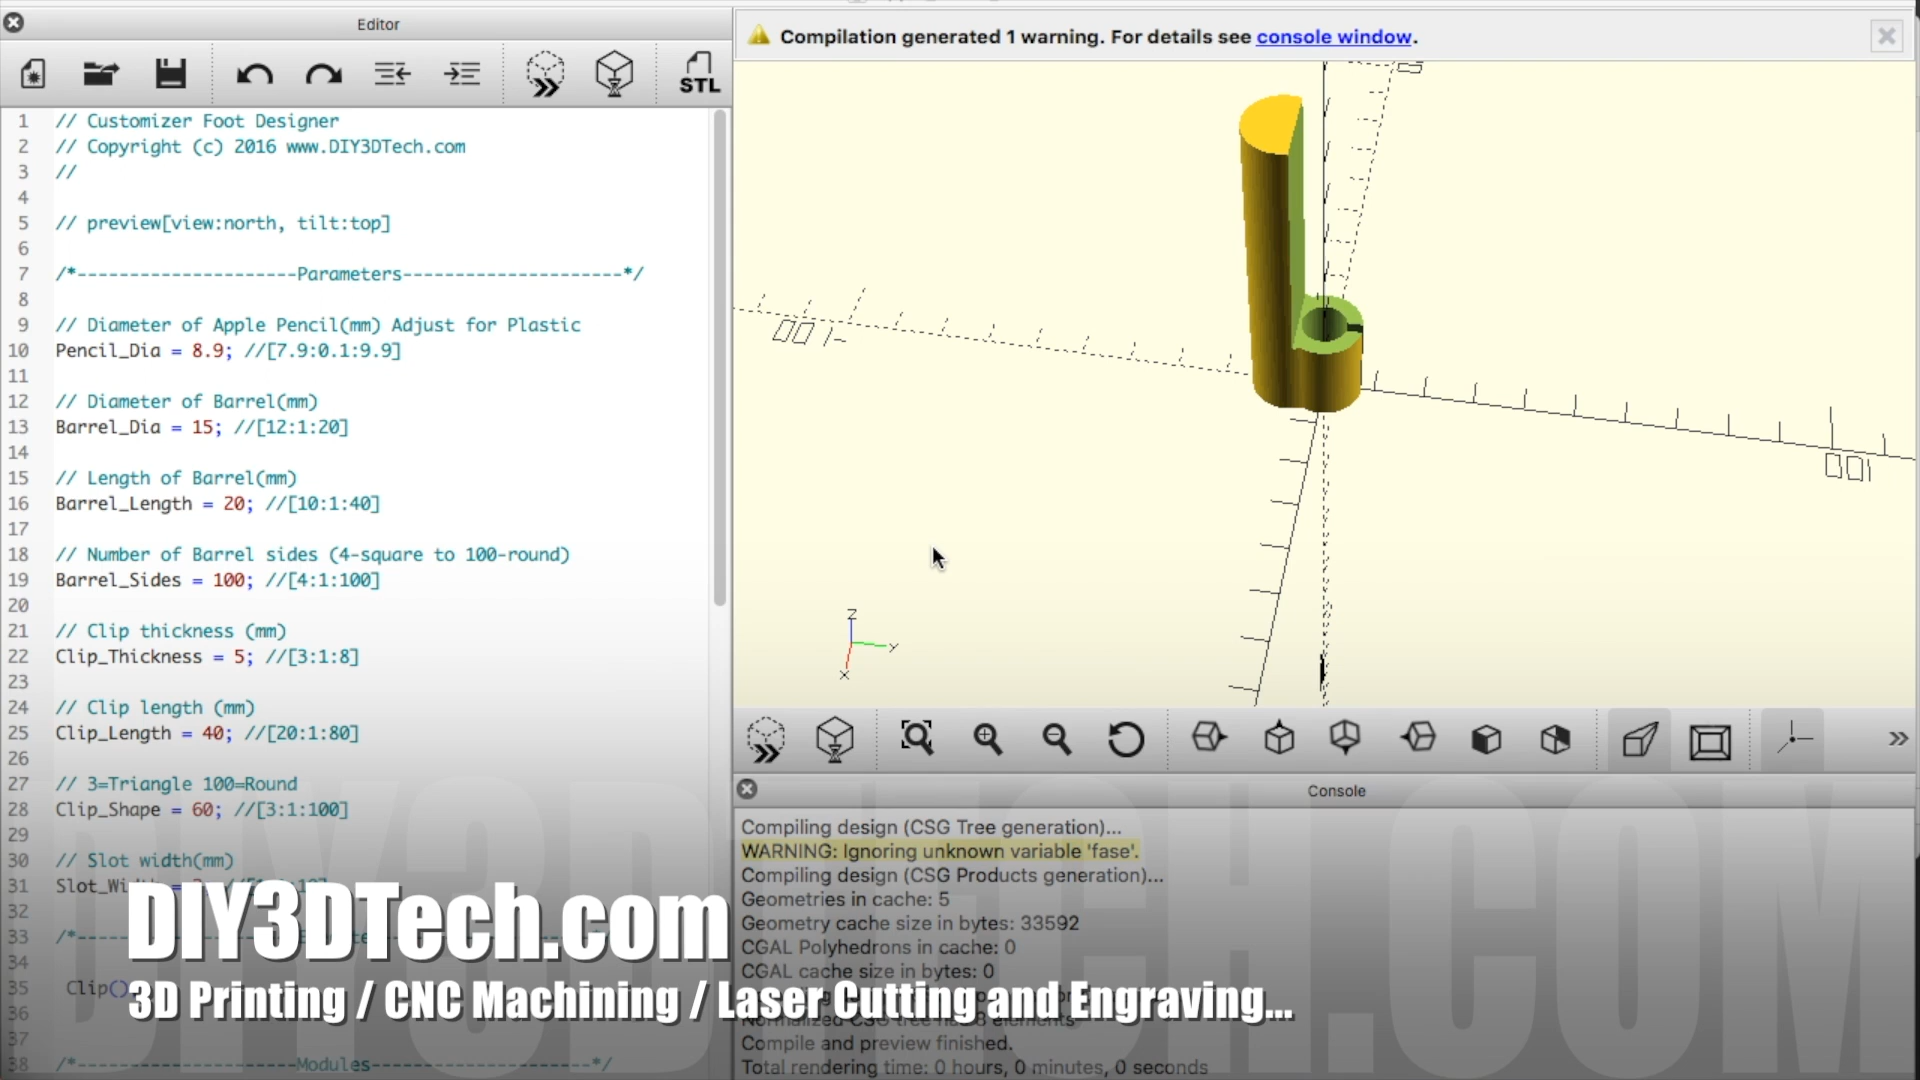 Editor
STL
1 // Customizer Foot Designer
2 // Copyright (c) 2016 www.DIY3DTech.com
3 //
4
5 // preview[view:north, tilt:top]
6
7 /*---------------------Parameters---------------------*/
8
9 // Diameter of Apple Pencil(mm) Adjust for Plastic
10 Pencil_Dia = 8.9; //[7.9:0.1:9.9]
11
12 // Diameter of Barrel(mm)
13 Barrel_Dia = 15; //[12:1:20]
14
15 // Length of Barrel(mm)
16 Barrel_Length = 20; //[10:1:40]
17
18 // Number of Barrel sides (4-square to 100-round)
19 Barrel_Sides = 100; //[4:1:100]
20
21 // Clip thickness (mm)
22 Clip_Thickness = 5; //[3:1:8]
23
24 // Clip length (mm)
25 Clip_Length = 40; //[20:1:80]
26
27 // 3=Triangle 100=Round
28 Clip_Shape = 60; //[3:1:100]
29
30 // Slot width(mm)
31
32
33
34
35 Clip()
36
37
38 /*---------------------Modules---------------------*/
Compilation generated 1 warning. For details see console window.
-100
100
Z
Y
X
Console
Compiling design (CSG Tree generation)...
WARNING: Ignoring unknown variable 'fase'.
Compiling design (CSG Products generation)...
Geometries in cache: 5
Geometry cache size in bytes: 33592
CGAL Polyhedrons in cache: 0
CGAL cache size in bytes: 0
Normalized CSG tree has 8 elements
Compile and preview finished.
Total rendering time: 0 hours, 0 minutes, 0 seconds
DIY3DTech.com
3D Printing / CNC Machining / Laser Cutting and Engraving...
DIY3DTECH.COM